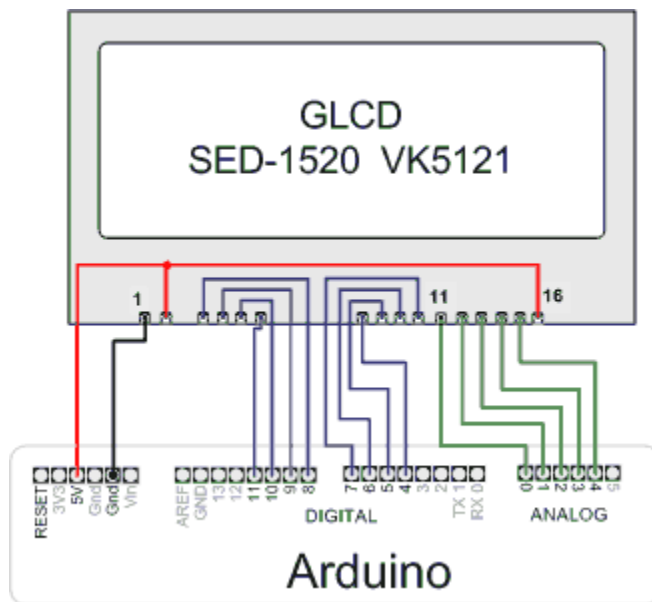 GLCD
SED-1520 VK5121
1
11
16
RESET
3V3
5V
Gnd
Gnd
Vin
AREF
GND
13
12
11
10
9
8
7
6
5
4
3
2
TX 1
RX 0
0
1
2
3
4
5
DIGITAL
ANALOG
Arduino